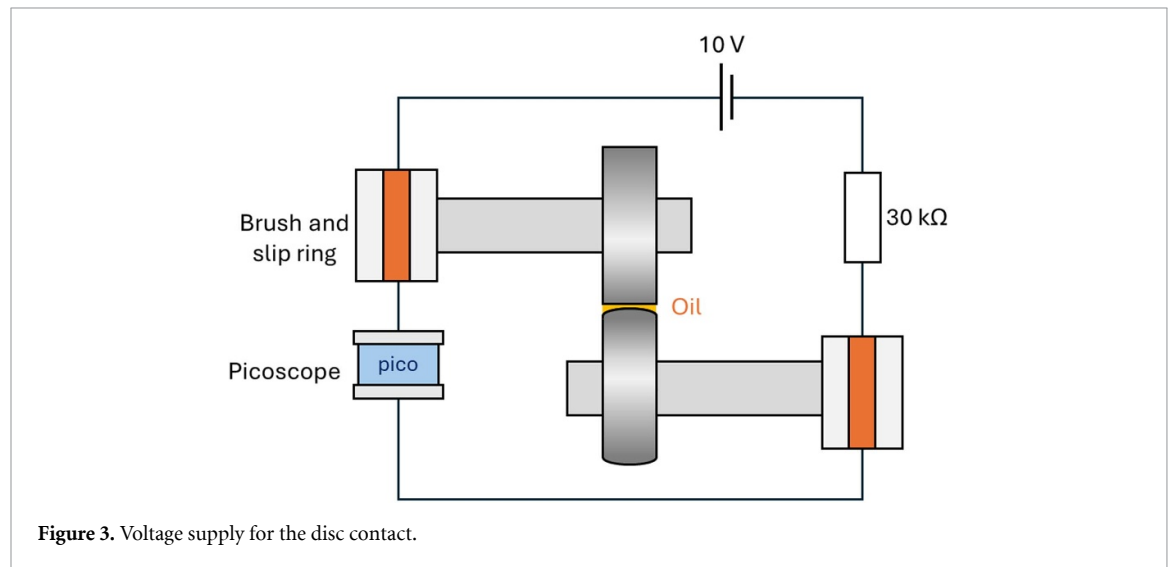 10 V
Brush and
slip ring
30 kΩ
Oil
Picoscope
pico
Figure 3. Voltage supply for the disc contact.